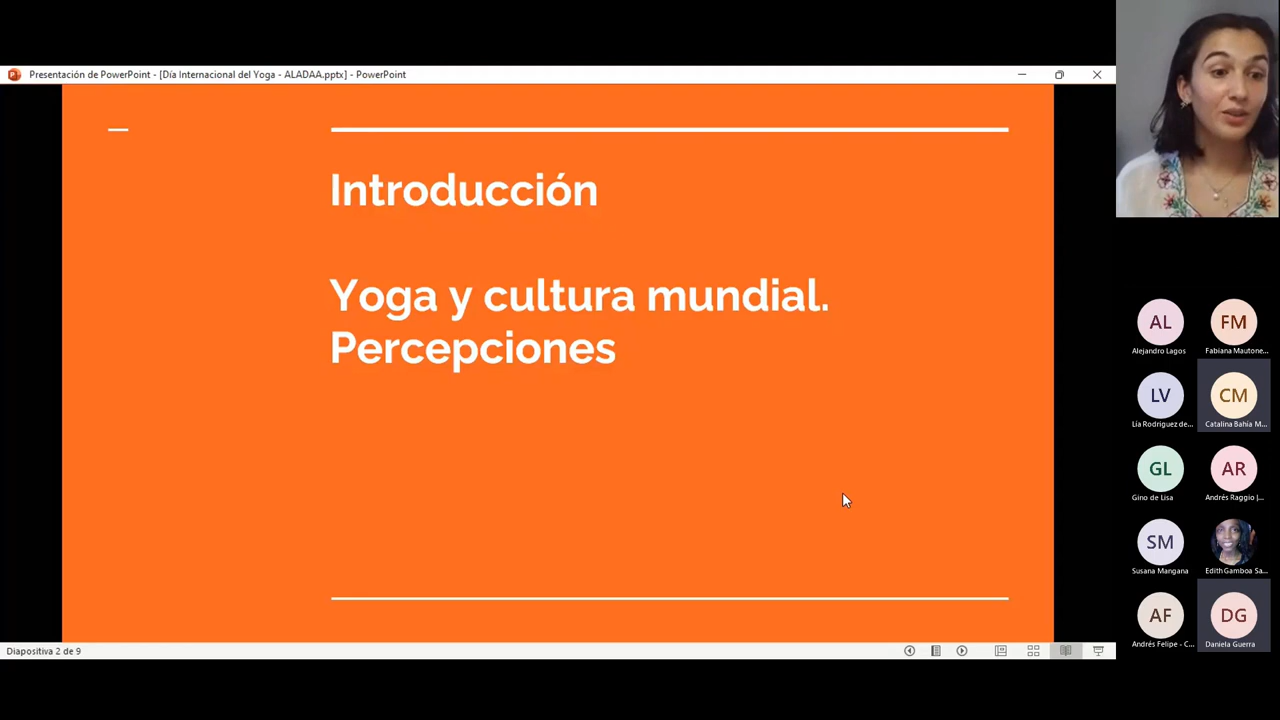 Presentación de PowerPoint - [Día Internacional del Yoga - ALADAA.pptx] - PowerPoint
Introducción
Yoga y cultura mundial.
Percepciones
Diapositiva 2 de 9
AL
Alejandro Lagos
FM
Fabiana Mautone...
LV
Lía Rodriguez de...
CM
Catalina Bahía M...
GL
Gino de Lisa
AR
Andrés Raggio |...
SM
Susana Mangana
Edith Gamboa Sa...
AF
Andrés Felipe - C...
DG
Daniela Guerra